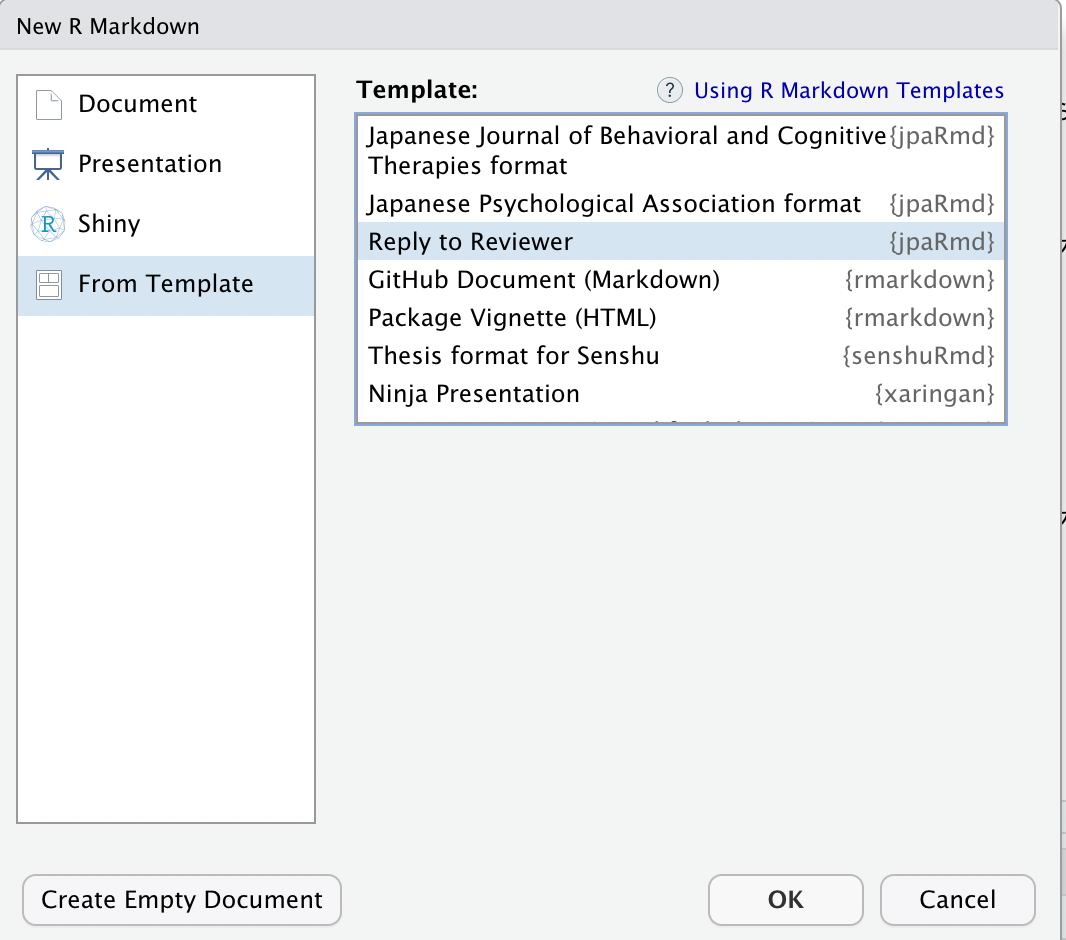 New R Markdown
Document
Presentation
Shiny
From Template
Template:
? Using R Markdown Templates
Japanese Journal of Behavioral and Cognitive {jpaRmd}
Therapies format
Japanese Psychological Association format {jpaRmd}
Reply to Reviewer {jpaRmd}
GitHub Document (Markdown) {rmarkdown}
Package Vignette (HTML) {rmarkdown}
Thesis format for Senshu {senshuRmd}
Ninja Presentation {xaringan}
Create Empty Document
OK
Cancel